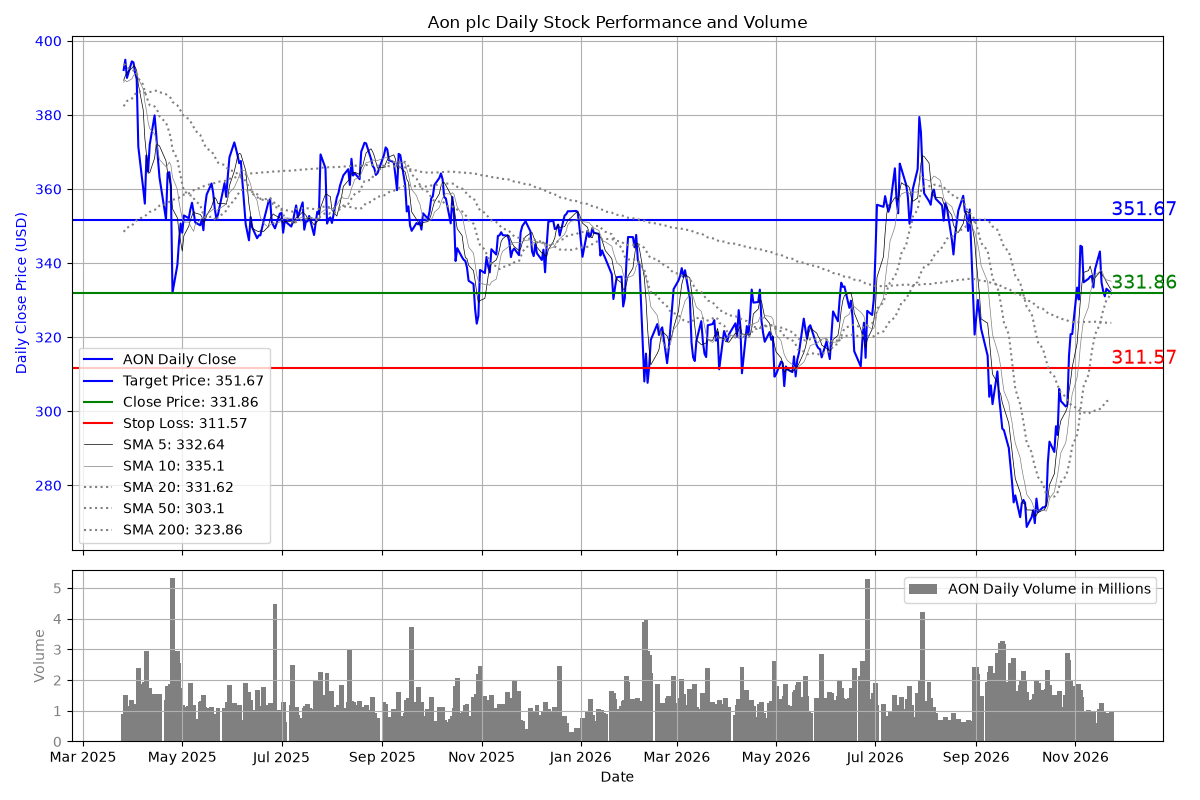 Aon plc Daily Stock Performance and Volume
400
380
360
340
320
300
280
Daily Close Price (USD)
351.67
331.86
311.57
AON Daily Close
Target Price: 351.67
Close Price: 331.86
Stop Loss: 311.57
SMA 5: 332.64
SMA 10: 335.1
SMA 20: 331.62
SMA 50: 303.1
SMA 200: 323.86
5
4
3
2
1
0
Volume
AON Daily Volume in Millions
Mar 2025 May 2025 Jul 2025 Sep 2025 Nov 2025 Jan 2026 Mar 2026 May 2026 Jul 2026 Sep 2026 Nov 2026
Date